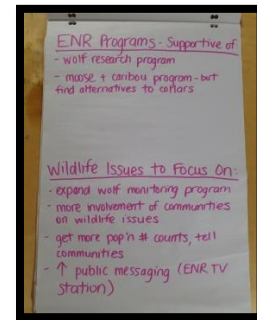 ENR Programs - Supportive of
- wolf research program
- moose + caribou program - but
find alternatives to collars
Wildlife Issues to Focus On:
- expand wolf monitoring program
- more involvement of communities
on wildlife issues
- get more pop'n # counts, tell
communities
- ↑ public messaging (ENR TV
station)